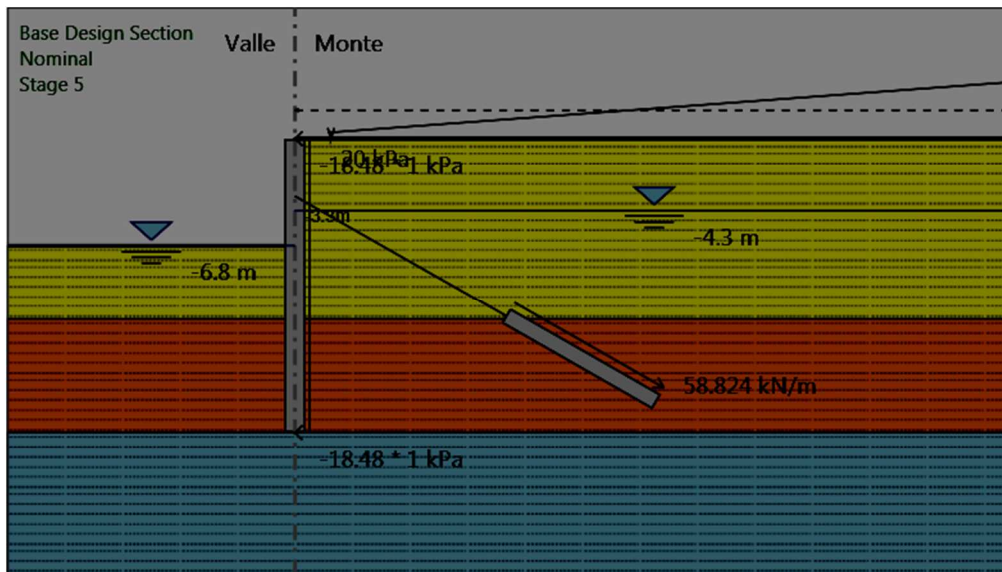 Base Design Section
Nominal
Stage 5
Valle
Monte
20 kPa
-18.48 * 1 kPa
-3.3m
-4.3 m
-6.8 m
58.824 kN/m
-18.48 * 1 kPa